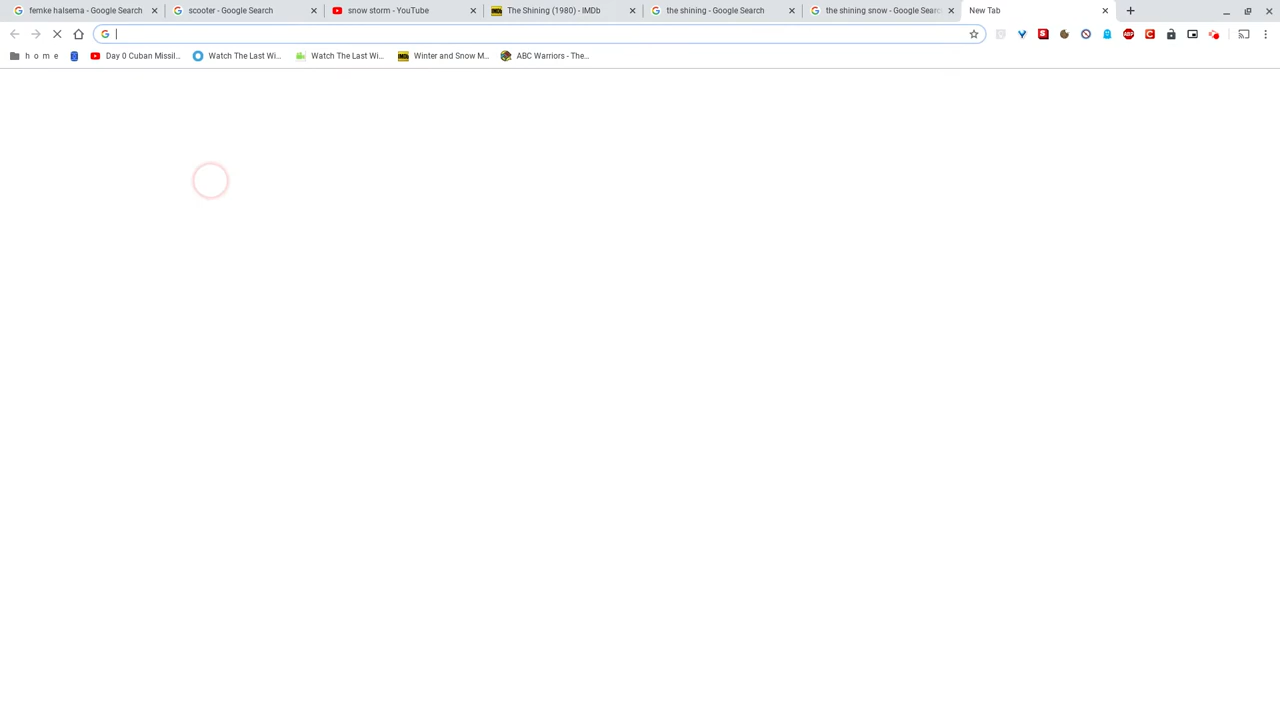 femke halsema - Google Search
scooter - Google Search
snow storm - YouTube
The Shining (1980) - IMDb
the shining - Google Search
the shining snow - Google Searc
New Tab
h o m e
Day 0 Cuban Missil...
Watch The Last Wi...
Watch The Last Wi...
Winter and Snow M...
ABC Warriors - The...